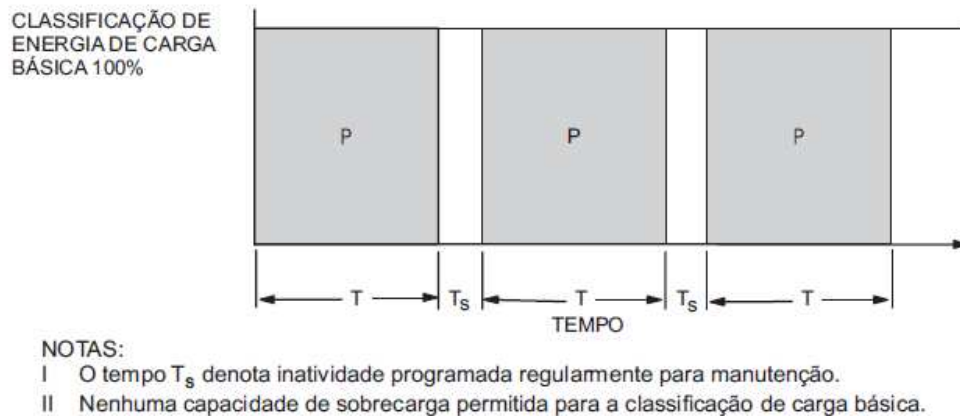 CLASSIFICAÇÃO DE
ENERGIA DE CARGA
BÁSICA 100%
P P P
T Ts T Ts T
TEMPO
NOTAS:
I O tempo Ts denota inatividade programada regularmente para manutenção.
II Nenhuma capacidade de sobrecarga permitida para a classificação de carga básica.